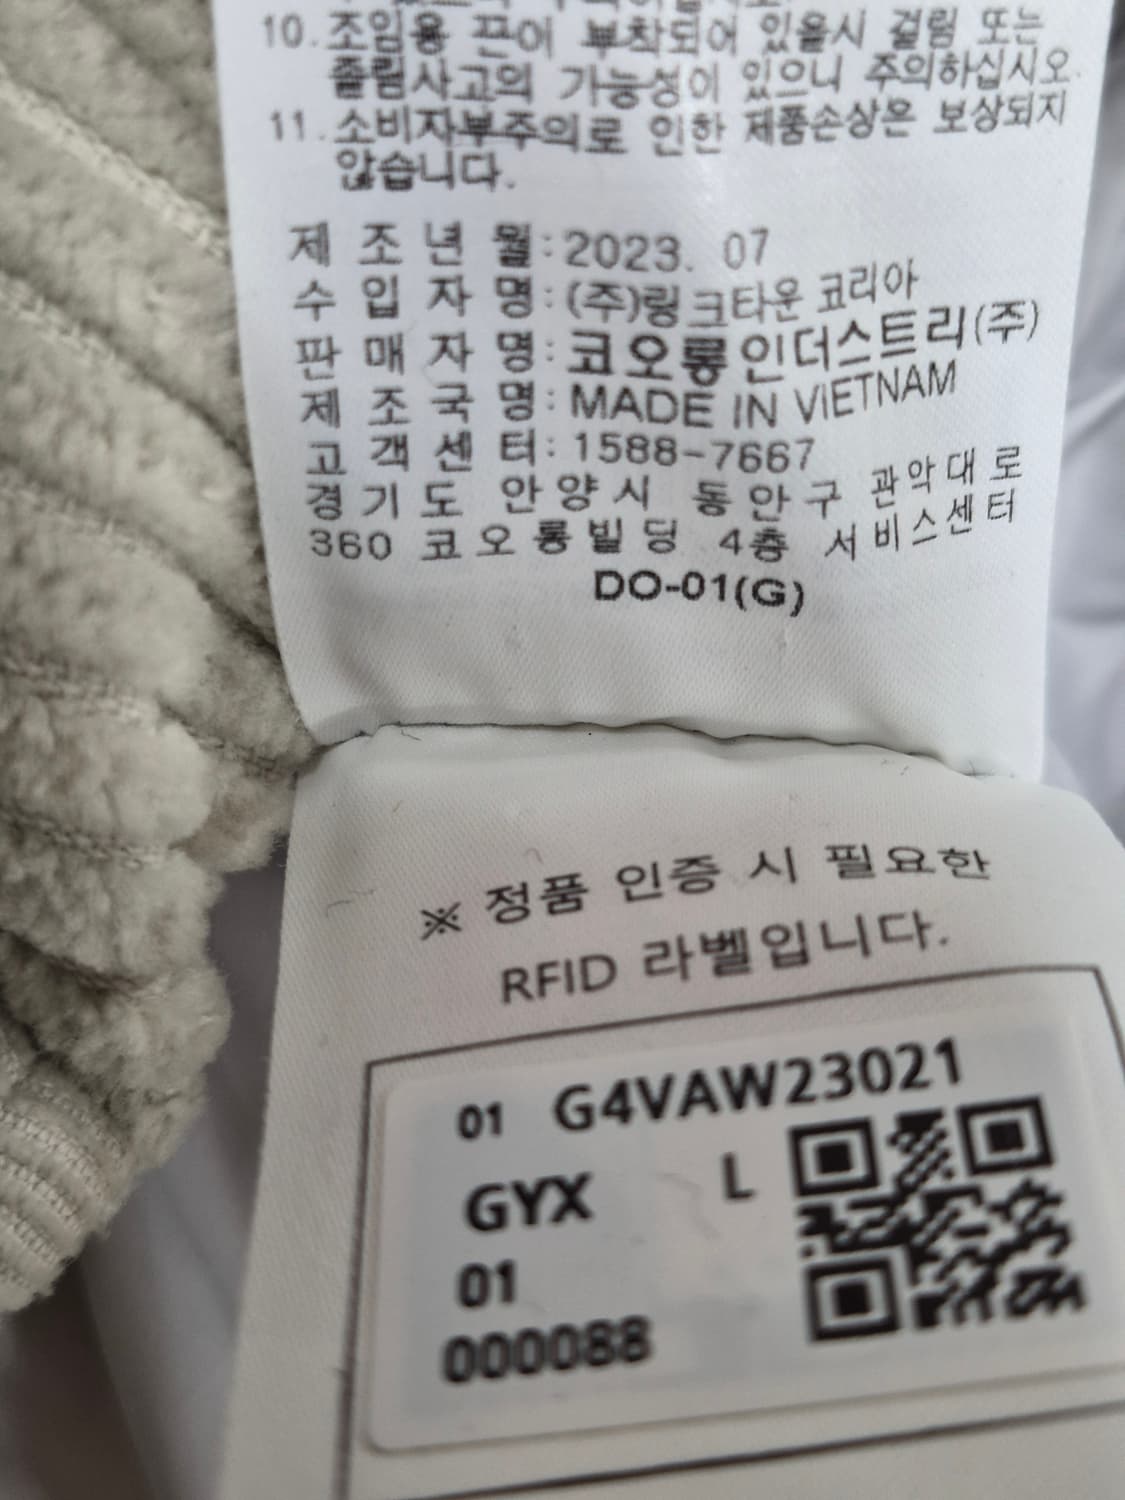 10. 조임용 끈이 부착되어 있을시 걸림 또는
졸림사고의 가능성이 있으니 주의하십시오.
11. 소비자부주의로 인한 제품손상은 보상되지
않습니다.
제 조 년 월: 2023. 07
수 입 자 명: (주)링크타운 코리아
판 매 자 명: 코오롱인더스트리(주)
제 조 국 명: MADE IN VIETNAM
고 객 센 터: 1588-7667
경기도 안양시 동안구 관악대로
360 코오롱빌딩 4층 서비스센터
DO-01(G)
※ 정품 인증 시 필요한
RFID 라벨입니다.
01 G4VAW23021
GYX L
01
000088